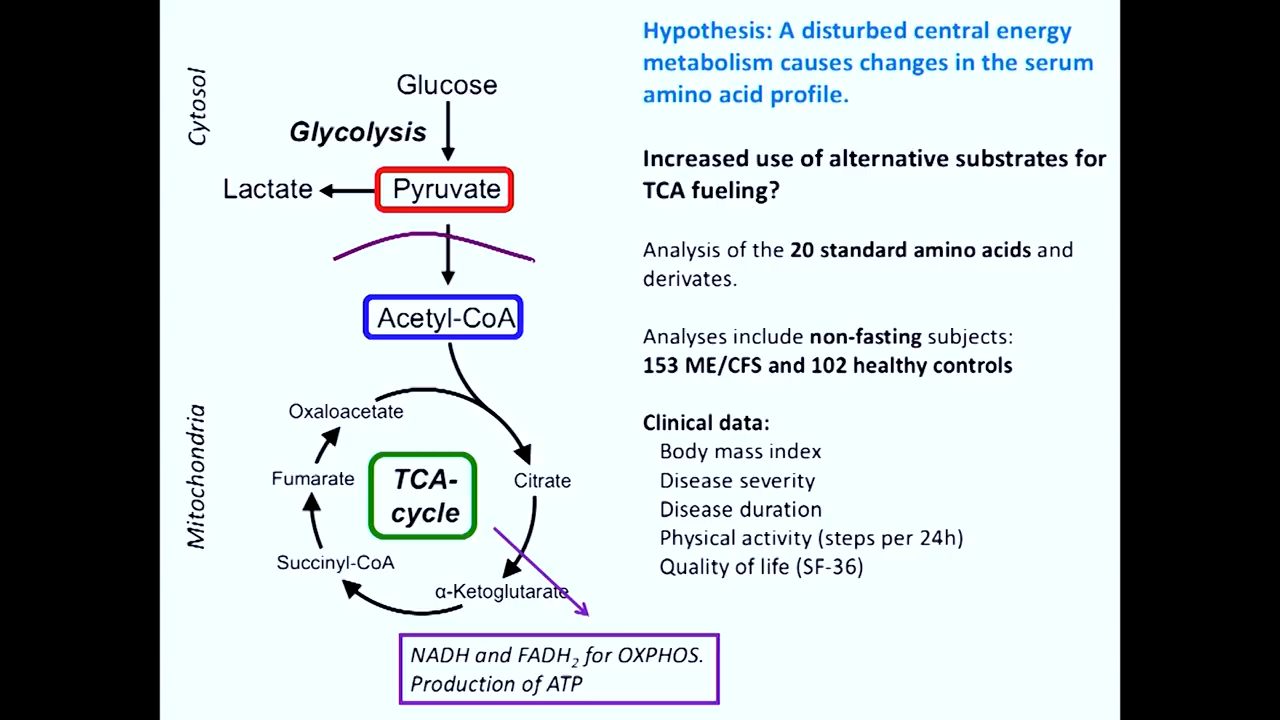 Cytosol
Glucose
Glycolysis
Lactate
Pyruvate
Acetyl-CoA
Mitochondria
Oxaloacetate
Fumarate
TCA-
cycle
Citrate
Succinyl-CoA
α-Ketoglutarate
NADH and FADH₂ for OXPHOS.
Production of ATP
Hypothesis: A disturbed central energy
metabolism causes changes in the serum
amino acid profile.
Increased use of alternative substrates for
TCA fueling?
Analysis of the 20 standard amino acids and
derivates.
Analyses include non-fasting subjects:
153 ME/CFS and 102 healthy controls
Clinical data:
Body mass index
Disease severity
Disease duration
Physical activity (steps per 24h)
Quality of life (SF-36)